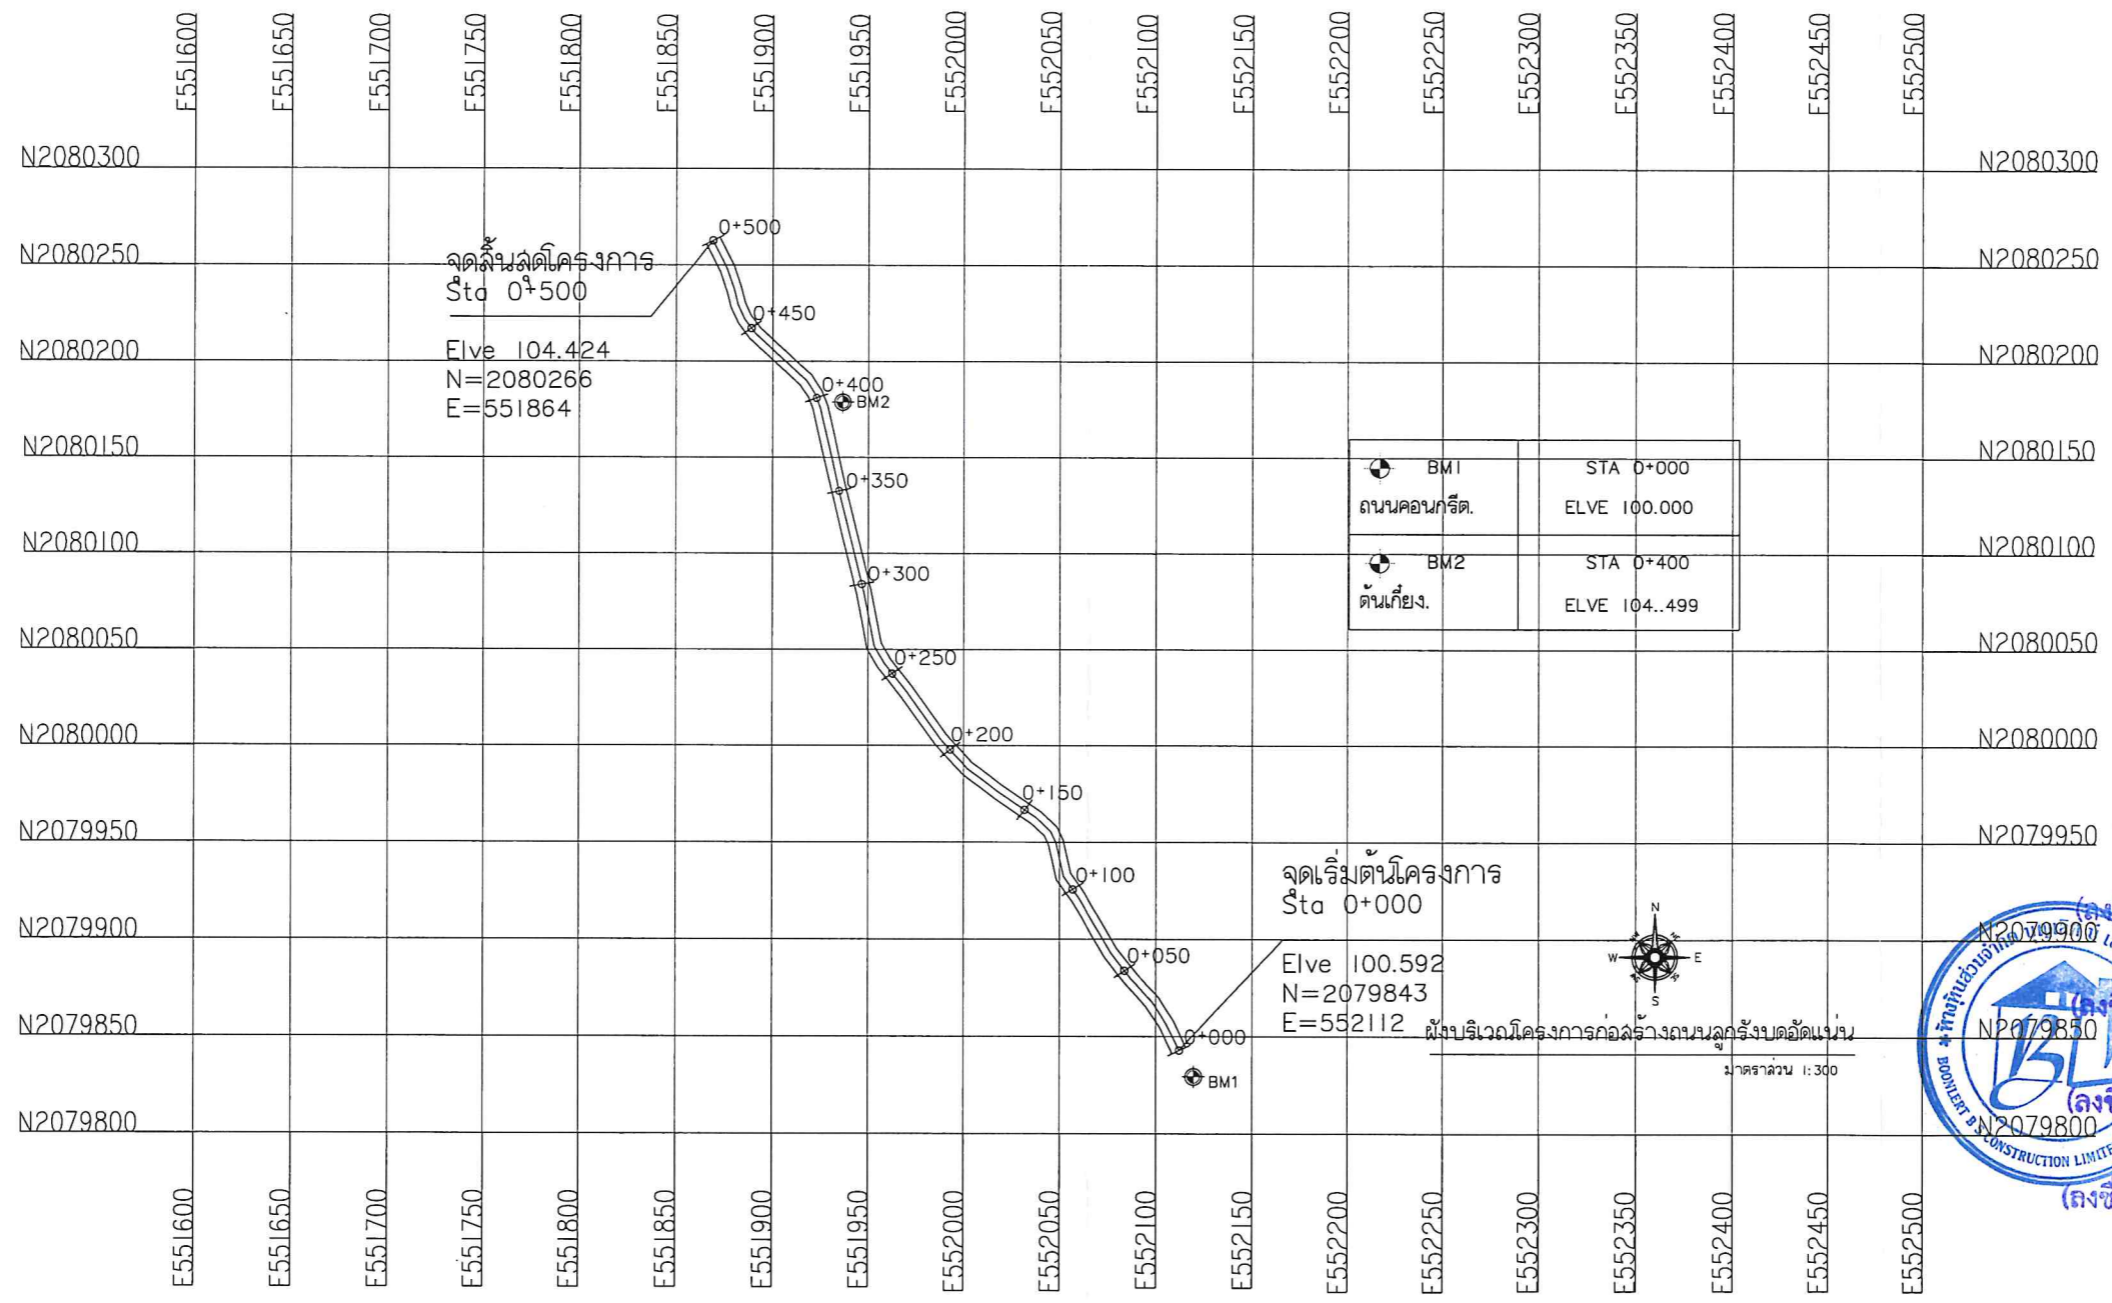 E551600
E551650
E551700
E551750
E551800
E551850
E551900
E551950
E552000
E552050
E552100
E552150
E552200
E552250
E552300
E552350
E552400
E552450
E552500
N2080300
N2080300
0+500
N2080250
จุดสิ้นสุดโครงการ
N2080250
Sta 0+500
0+450
N2080200
Elve 104.424
N2080200
N=2080266
0+400
E=551864
BM2
N2080150
N2080150
BM1
STA 0+000
0+350
ถนนคอนกรีต.
ELVE 100.000
N2080100
N2080100
BM2
STA 0+400
0+300
ต้นเกี๋ยง.
ELVE 104..499
N2080050
N2080050
0+250
N2080000
0+200
N2080000
0+150
N2079950
N2079950
0+100
จุดเริ่มต้นโครงการ
Sta 0+000
N2079900
N2079900
0+050
Elve 100.592
N=2079843
E=552112
N
W
E
S
N2079850
0+000
ผังบริเวณโครงการก่อสร้างถนนลูกรังบดอัดแน่น
N2079850
มาตราส่วน 1:300
BM1
N2079800
N2079800
BOONLERT B S CONSTRUCTION LIMITE
E551600
E551650
E551700
E551750
E551800
E551850
E551900
E551950
E552000
E552050
E552100
E552150
E552200
E552250
E552300
E552350
E552400
E552450
E552500